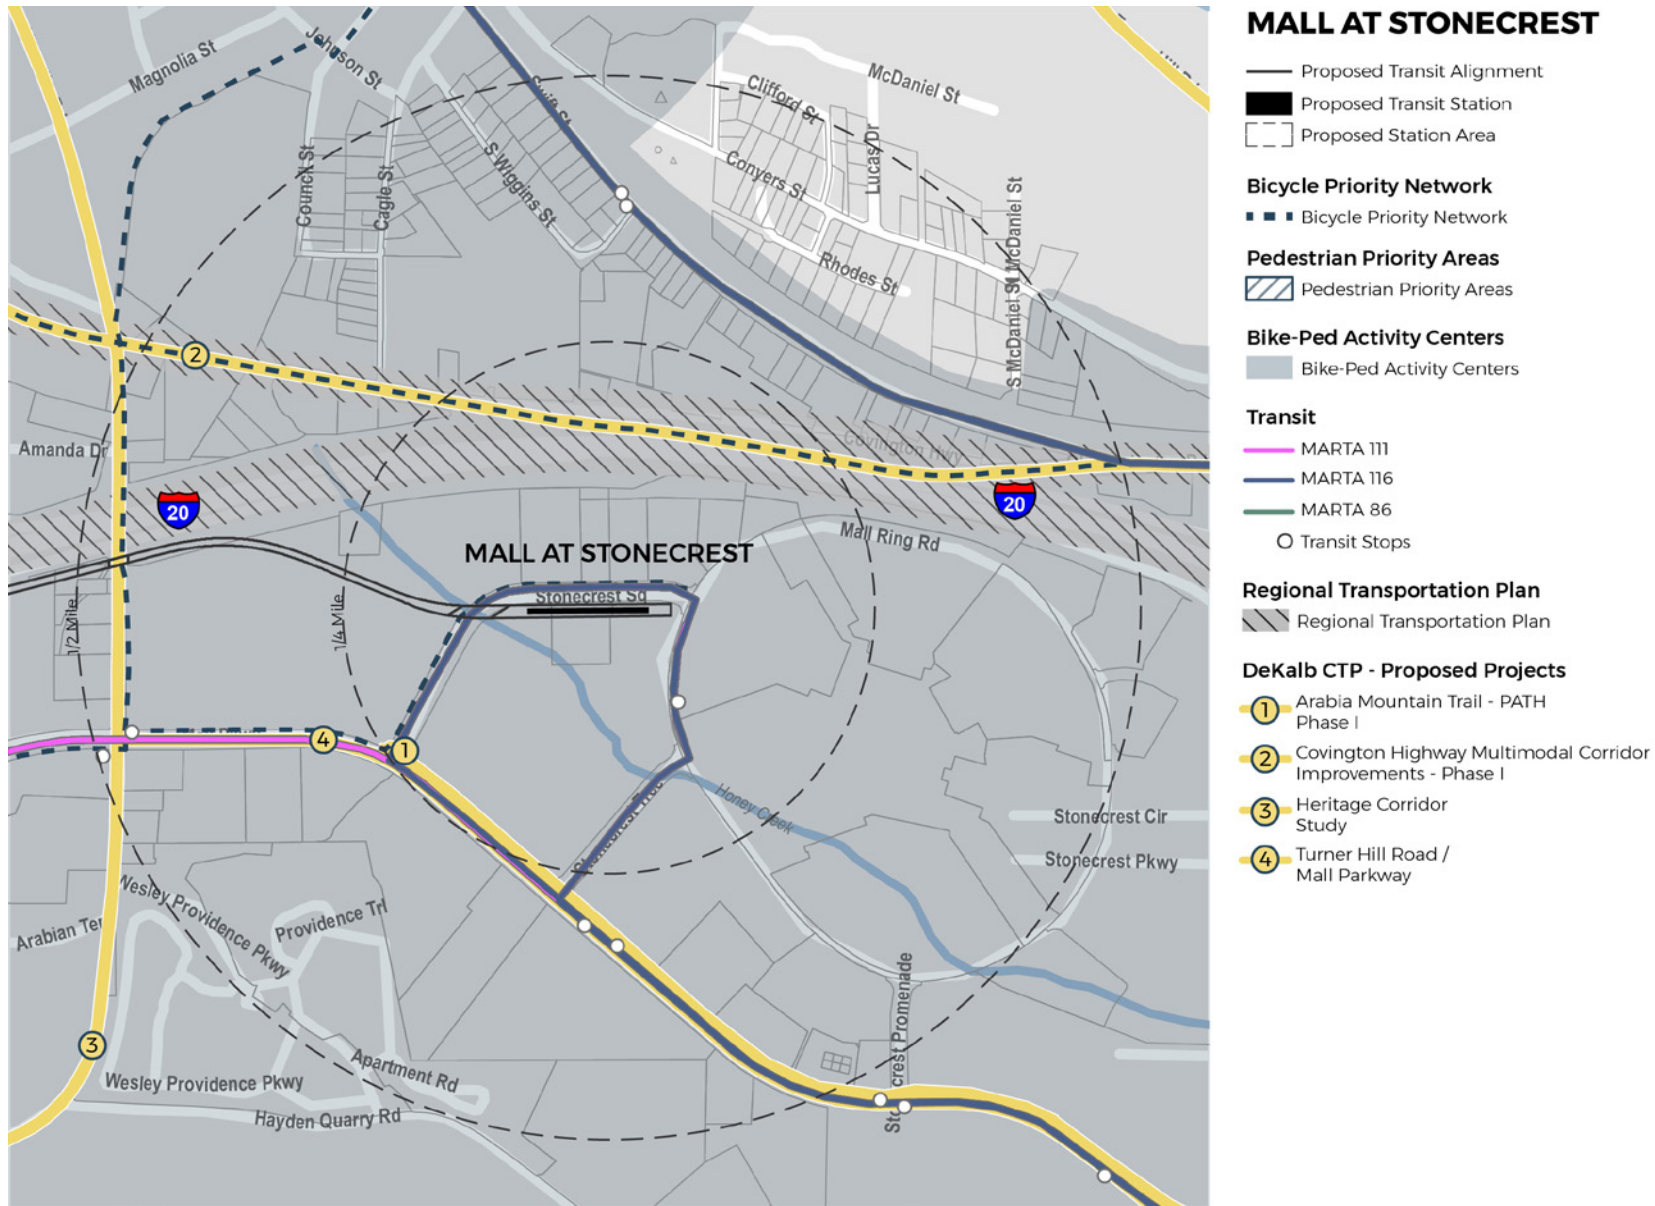 MALL AT STONECREST
Proposed Transit Alignment
Proposed Transit Station
Proposed Station Area
Bicycle Priority Network
Bicycle Priority Network
Pedestrian Priority Areas
Pedestrian Priority Areas
Bike-Ped Activity Centers
Bike-Ped Activity Centers
Transit
MARTA 111
MARTA 116
MARTA 86
Transit Stops
Regional Transportation Plan
Regional Transportation Plan
DeKalb CTP - Proposed Projects
1
Arabia Mountain Trail - PATH
Phase I
2
Covington Highway Multimodal Corridor
Improvements - Phase I
3
Heritage Corridor
Study
4
Turner Hill Road /
Mall Parkway
Magnolia St
Johnson St
McDaniel St
Clifford St
Lucas Dr
Conyers St
S Wiggins St
Council St
Cagle St
Rhodes St
S McDaniel St
McDaniel St
2
Amanda Dr
Covington Hwy
20
20
Mall Ring Rd
MALL AT STONECREST
Stonecrest Sq
1/2 Mile
1/4 Mile
4
1
Honey Creek
Stonecrest Cir
Stonecrest Pkwy
Wesley Providence Pkwy
Providence Trl
Arabian Ter
Stonecrest Promenade
3
Apartment Rd
Wesley Providence Pkwy
Hayden Quarry Rd